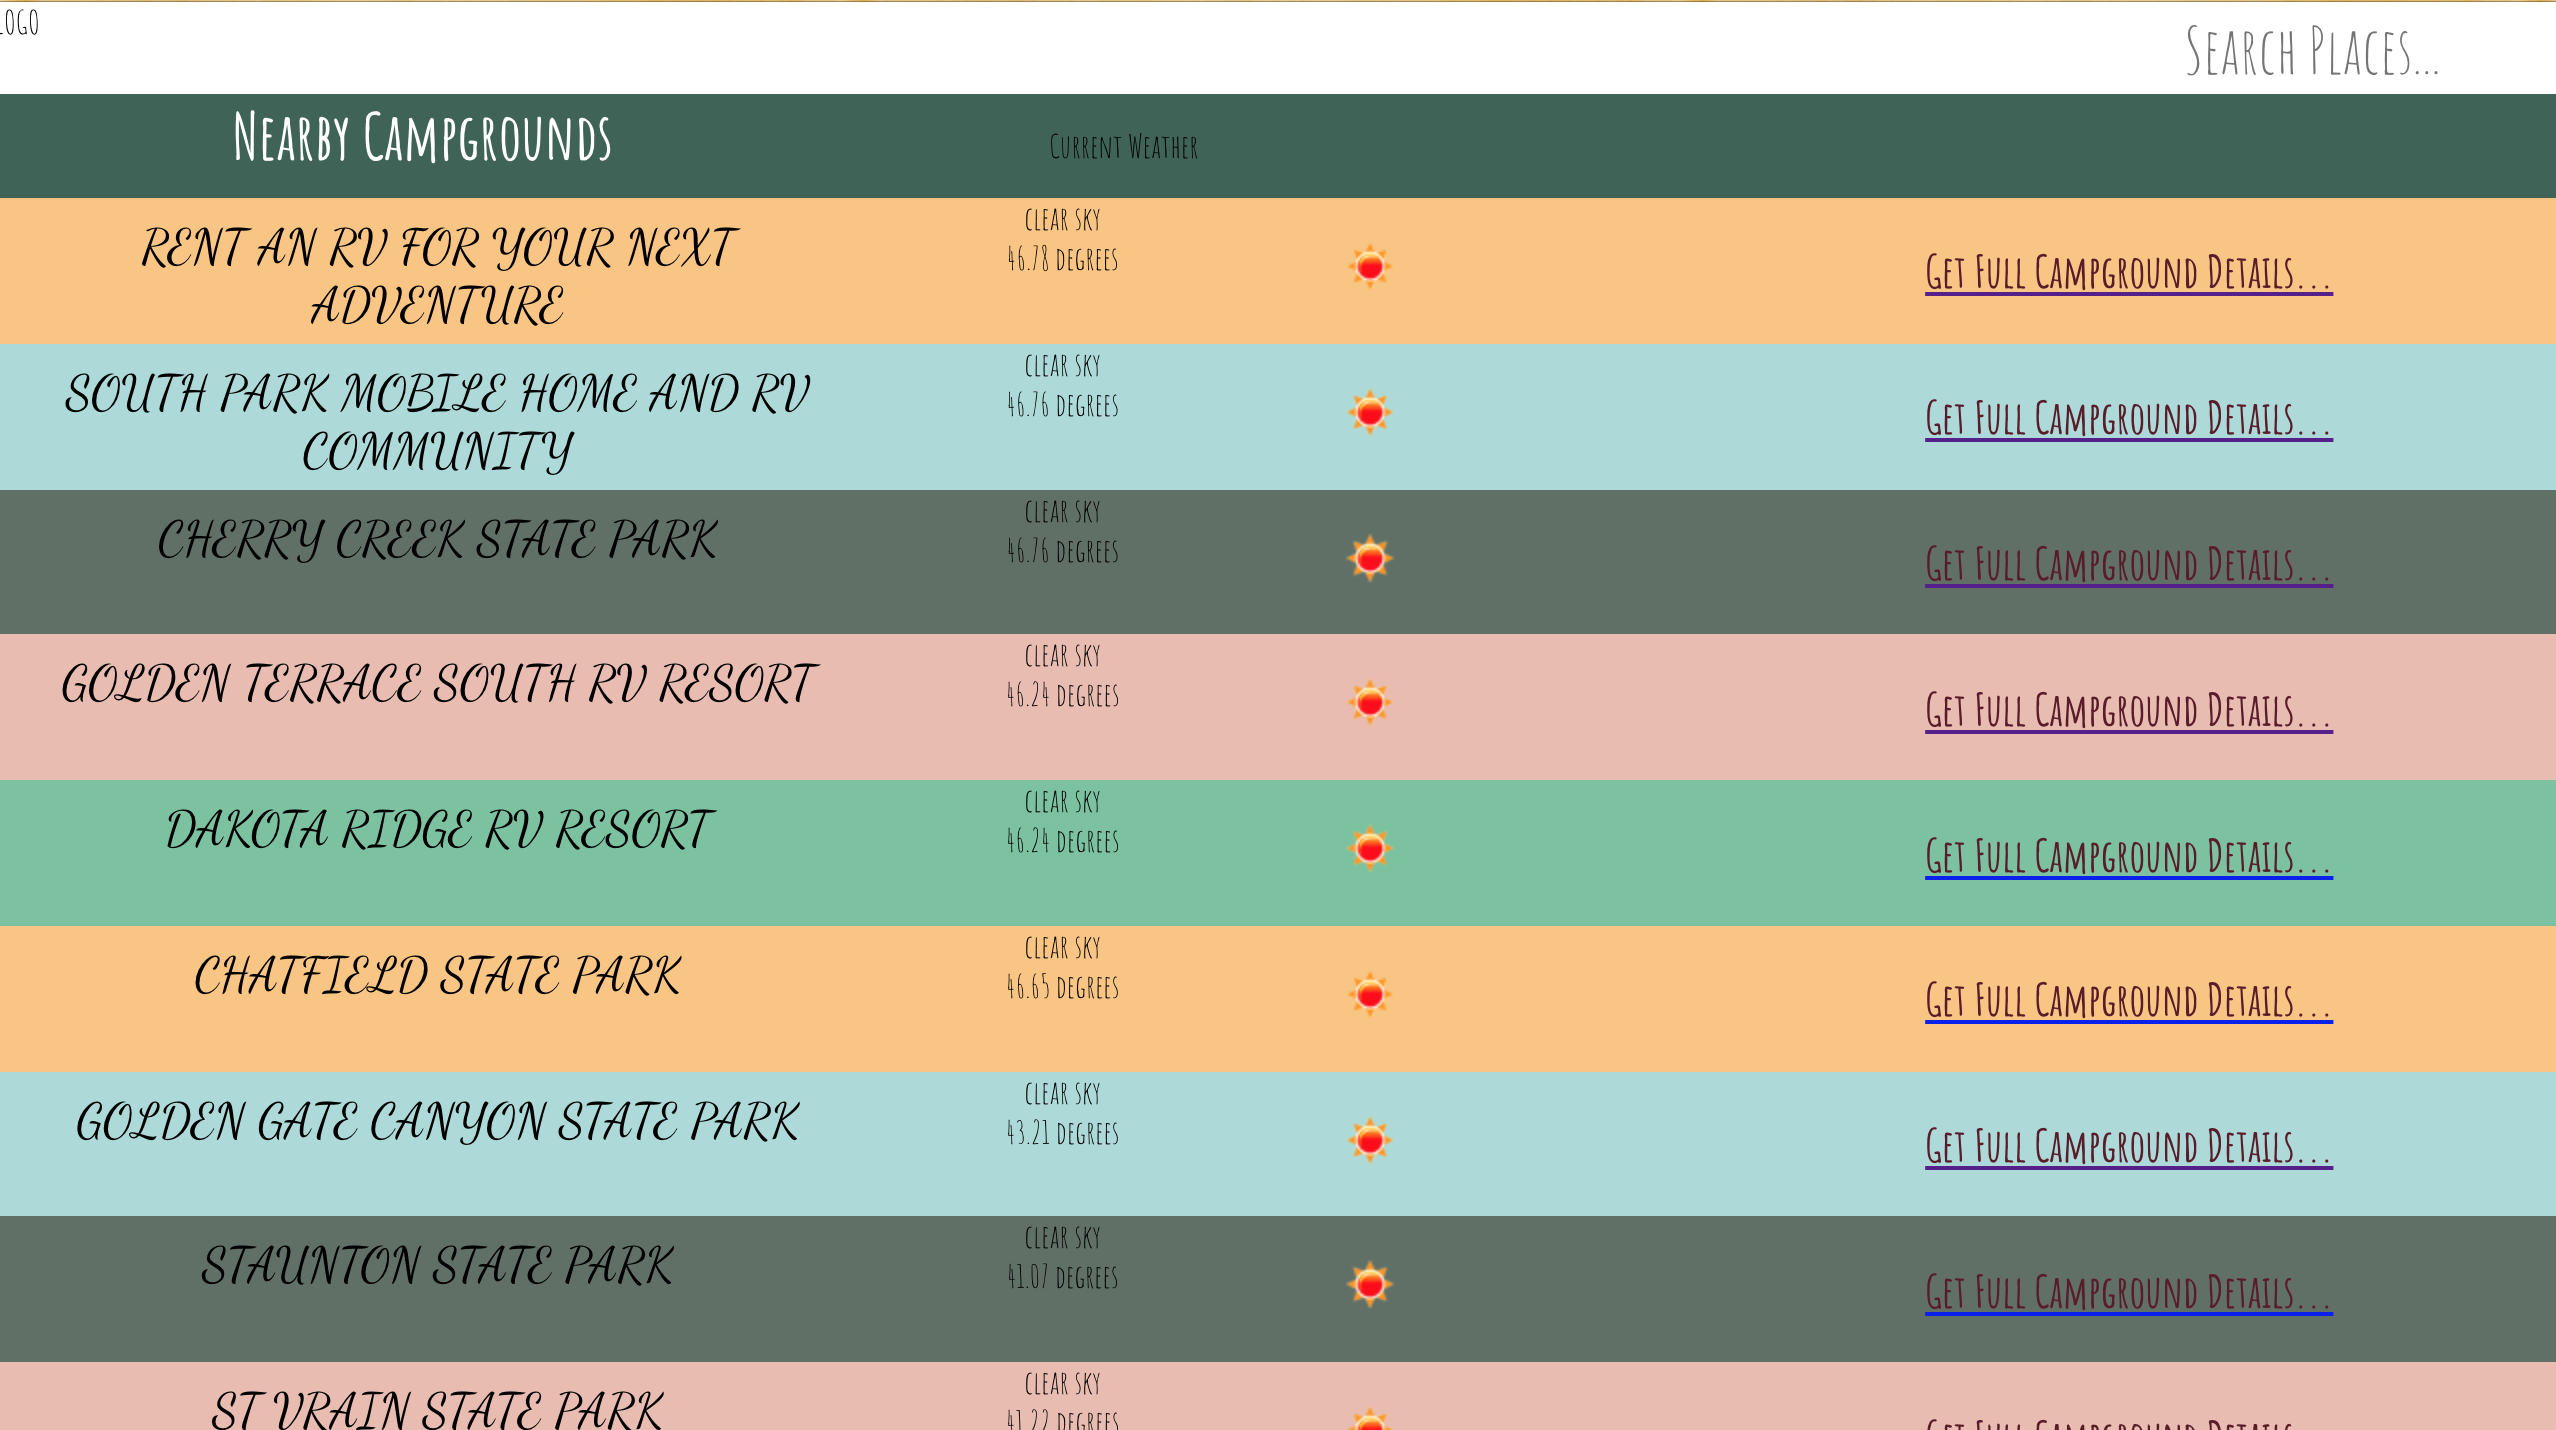 LOGO
Search Places...
Nearby Campgrounds
Current Weather
RENT AN RV FOR YOUR NEXT
ADVENTURE
clear sky
46.78 degrees
Get Full Campground Details...
SOUTH PARK MOBILE HOME AND RV
COMMUNITY
clear sky
46.76 degrees
Get Full Campground Details...
CHERRY CREEK STATE PARK
clear sky
46.76 degrees
Get Full Campground Details...
GOLDEN TERRACE SOUTH RV RESORT
clear sky
46.24 degrees
Get Full Campground Details...
DAKOTA RIDGE RV RESORT
clear sky
46.24 degrees
Get Full Campground Details...
CHATFIELD STATE PARK
clear sky
46.65 degrees
Get Full Campground Details...
GOLDEN GATE CANYON STATE PARK
clear sky
43.21 degrees
Get Full Campground Details...
STAUNTON STATE PARK
clear sky
41.07 degrees
Get Full Campground Details...
ST VRAIN STATE PARK
clear sky
47.22 degrees
Get Full Campground Details...